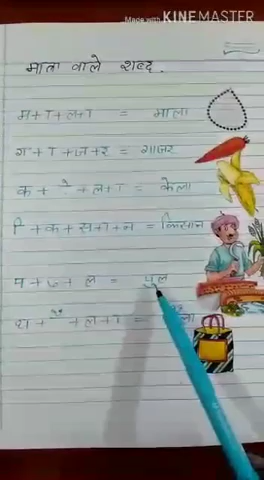 Made With KINEMASTER
मात्रा वाले शब्द.
म+ा+ल+ा = माला
ग+ा+ज+र = गाजर
क + े + ल+ा = केला
ि + क + स+ा+न = किसान
प + ु + ल = पुल
थ + ै + ल+ा = ला